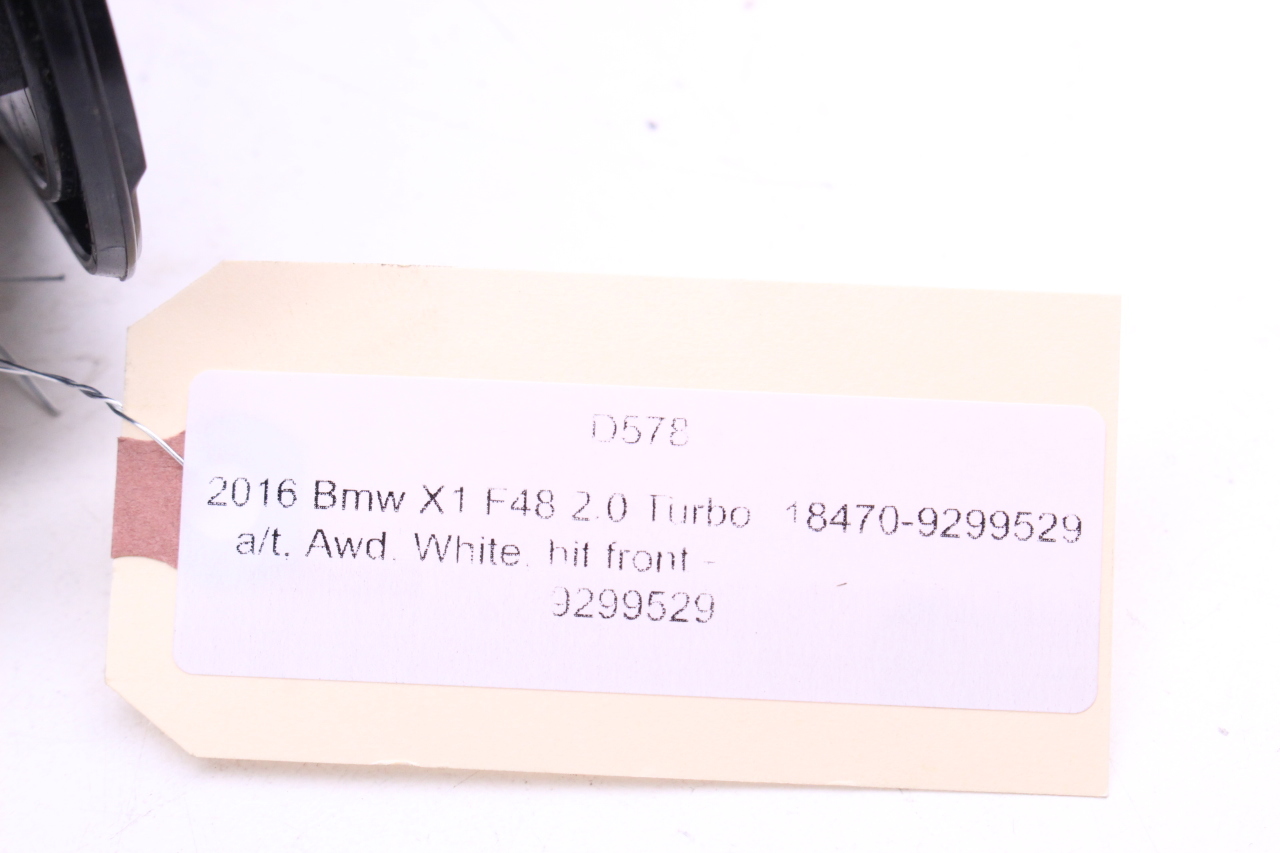 D578
2016 Bmw X1 F48 2.0 Turbo 18470-9299529
a/t. Awd. White. hit front -
9299529